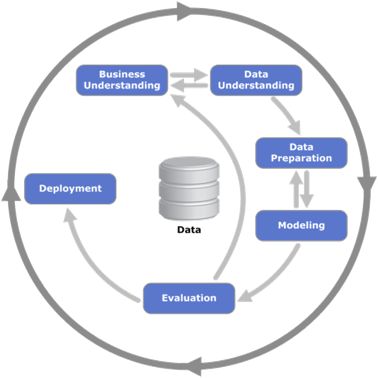 Business
Understanding
Data
Understanding
Data
Preparation
Modeling
Evaluation
Deployment
Data